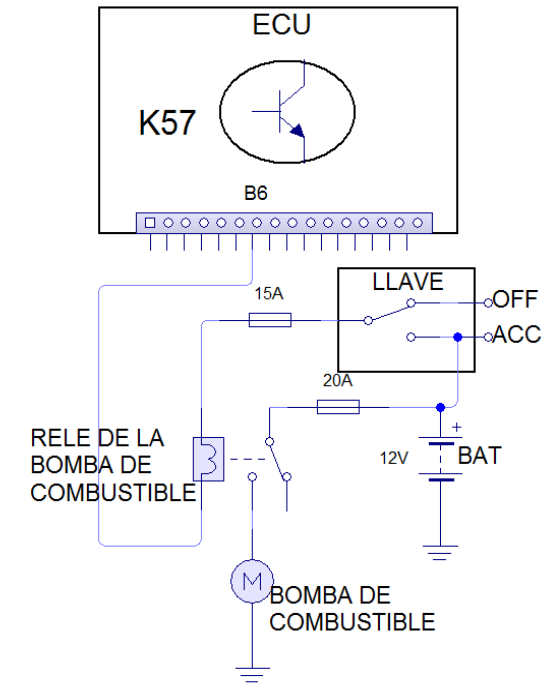 ECU
K57
B6
LLAVE
15A
OFF
ACC
20A
RELE DE LA
BOMBA DE
COMBUSTIBLE
+
12V
BAT
M
BOMBA DE
COMBUSTIBLE